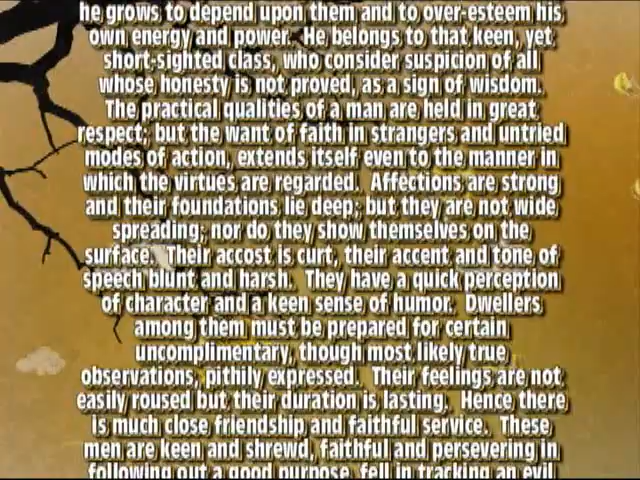 he grows to depend upon them and to over-esteem his
own energy and power. He belongs to that keen, yet
short-sighted class, who consider suspicion of all
whose honesty is not proved, as a sign of wisdom.
The practical qualities of a man are held in great
respect; but the want of faith in strangers and untried
modes of action, extends itself even to the manner in
which the virtues are regarded. Affections are strong
and their foundations lie deep; but they are not wide
spreading; nor do they show themselves on the
surface. Their accost is curt, their accent and tone of
speech blunt and harsh. They have a quick perception
of character and a keen sense of humor. Dwellers
among them must be prepared for certain
uncomplimentary, though most likely true,
observations, pithily expressed. Their feelings are not
easily roused but their duration is lasting. Hence there
is much close friendship and faithful service. These
men are keen and shrewd, faithful and persevering in
following out a good purpose, fell in tracking an evil